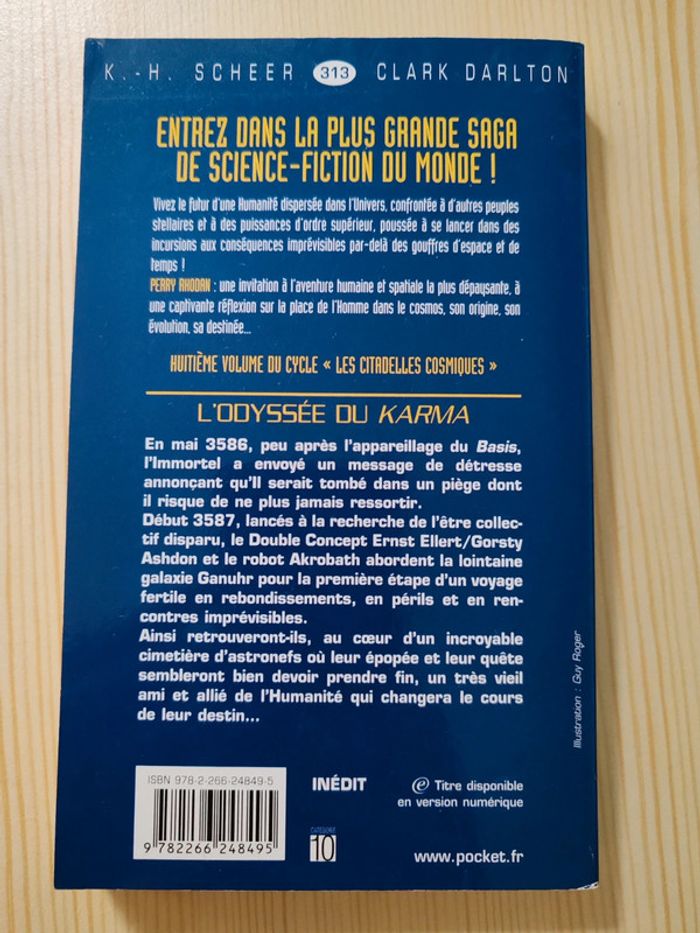 K.-H. SCHEER 313 CLARK DARLTON
ENTREZ DANS LA PLUS GRANDE SAGA
DE SCIENCE-FICTION DU MONDE !
Vivez le futur d'une Humanité dispersée dans l'Univers, confrontée à d'autres peuples
stellaires et à des puissances d'ordre supérieur, poussée à se lancer dans des
incursions aux conséquences imprévisibles par-delà des gouffres d'espace et de
temps !
PERRY RHODAN : une invitation à l'aventure humaine et spatiale la plus dépaysante, à
une captivante réflexion sur la place de l'Homme dans le cosmos, son origine, son
évolution, sa destinée...
HUITIÈME VOLUME DU CYCLE « LES CITADELLES COSMIQUES »
L'ODYSSÉE DU KARMA
En mai 3586, peu après l'appareillage du Basis,
l'Immortel a envoyé un message de détresse
annonçant qu'Il serait tombé dans un piège dont
il risque de ne plus jamais ressortir.
Début 3587, lancés à la recherche de l'être collec-
tif disparu, le Double Concept Ernst Ellert/Gorsty
Ashdon et le robot Akrobath abordent la lointaine
galaxie Ganuhr pour la première étape d'un voyage
fertile en rebondissements, en périls et en ren-
contres imprévisibles.
Ainsi retrouveront-ils, au cœur d'un incroyable
cimetière d'astronefs où leur épopée et leur quête
sembleront bien devoir prendre fin, un très vieil
ami et allié de l'Humanité qui changera le cours
de leur destin...
Illustration : Guy Roger
ISBN 978-2-266-24849-5
9 782266 248495
INÉDIT
CATÉGORIE
10
e Titre disponible
en version numérique
www.pocket.fr